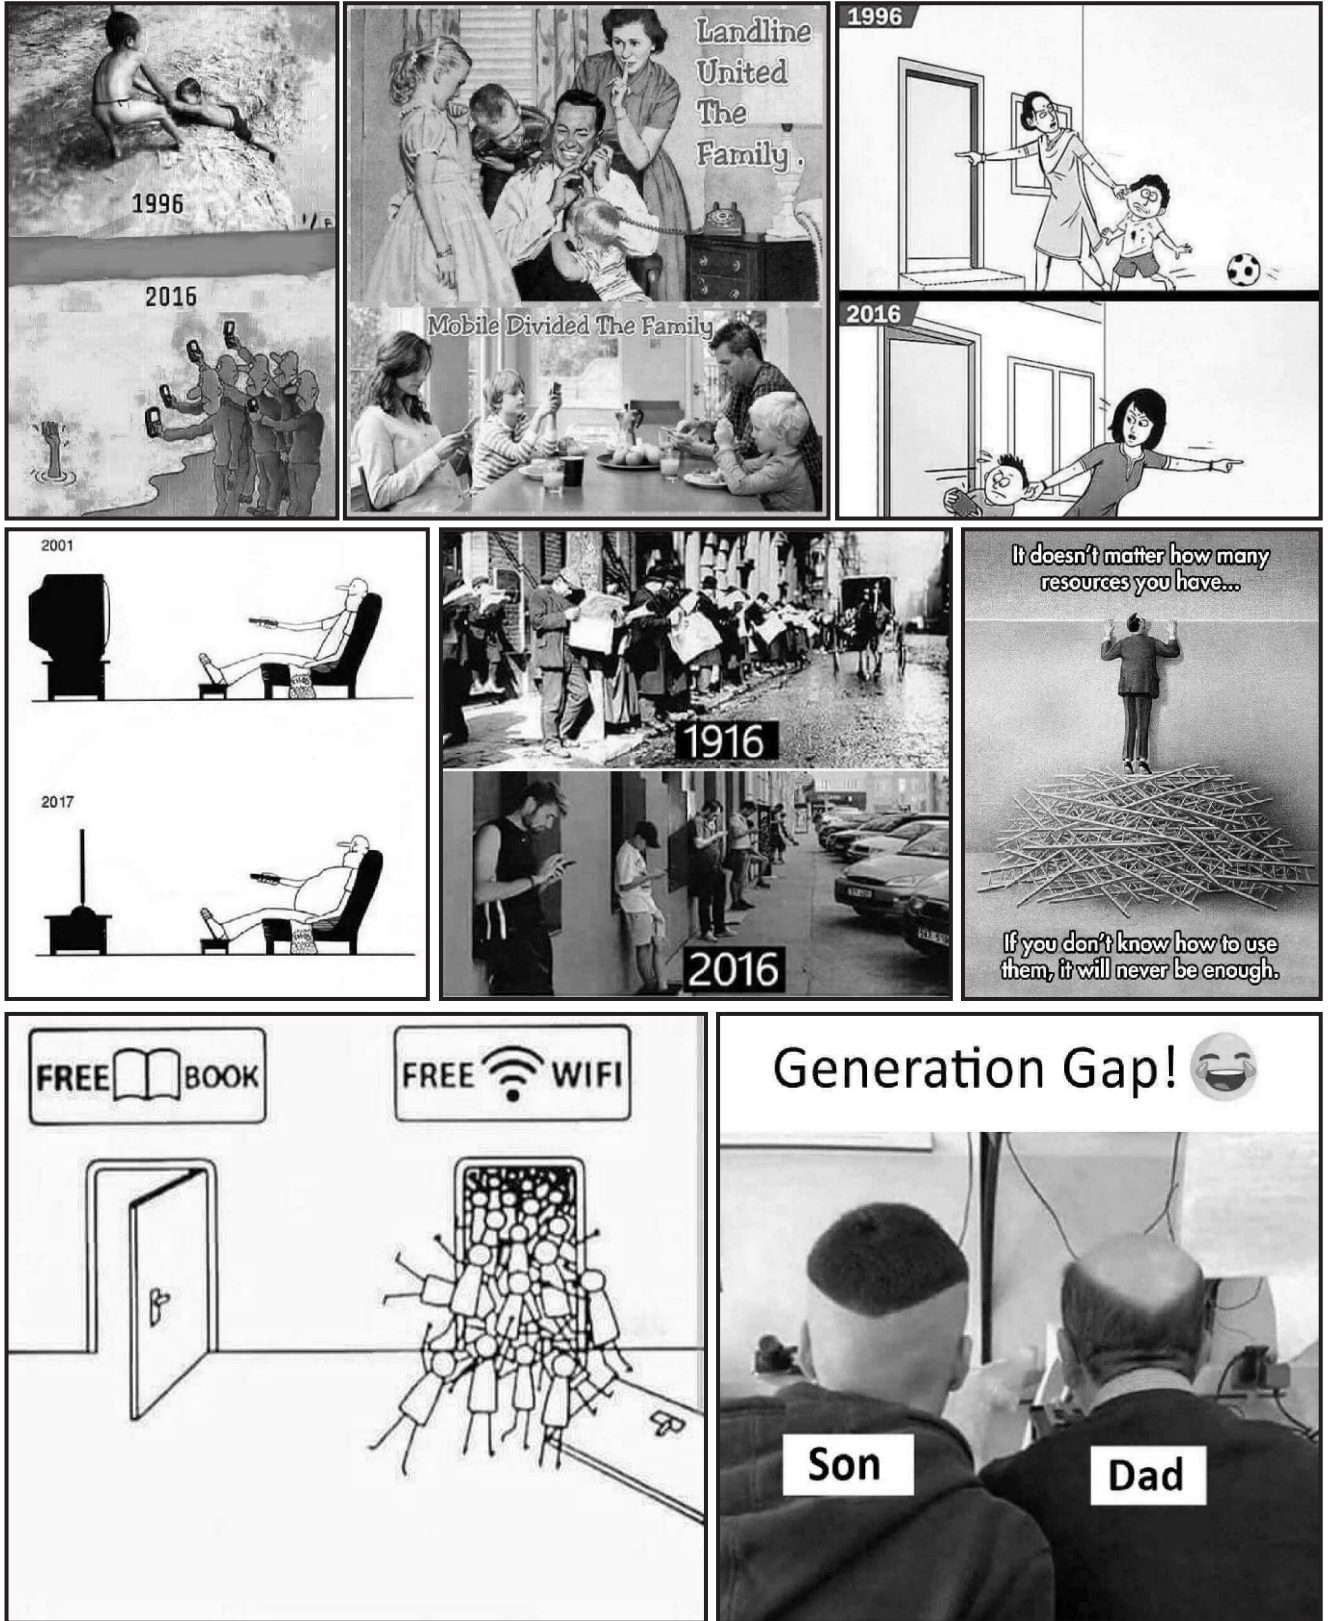 1996
2016
Landline
United
The
Family.
Mobile Divided The Family
1996
2016
2001
2017
1916
2016
It doesn't matter how many
resources you have...
If you don't know how to use
them, it will never be enough.
FREE BOOK
FREE WIFI
Generation Gap! 😂
Son
Dad